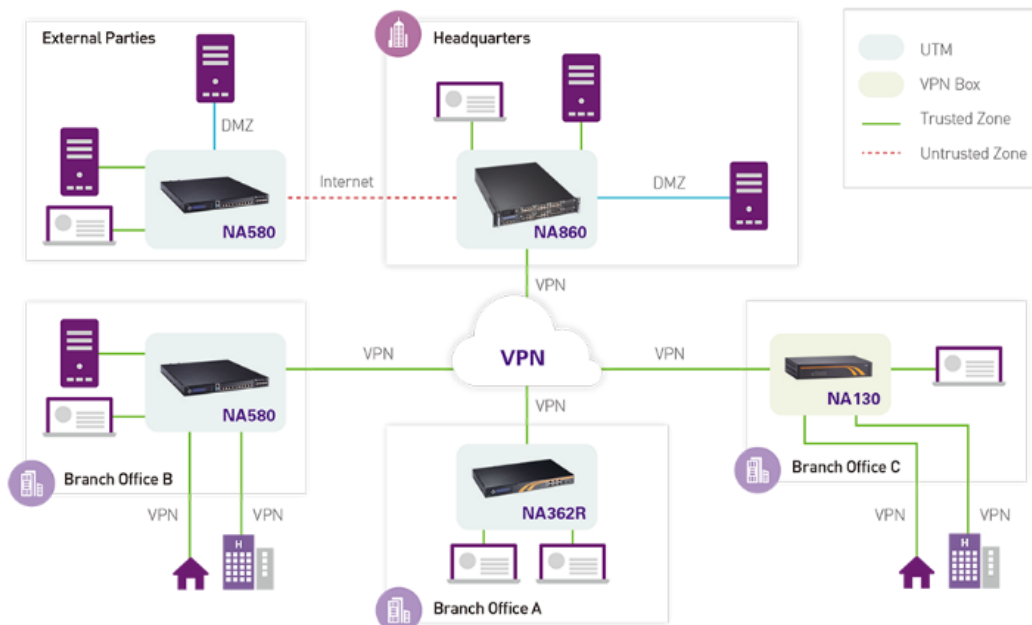 External Parties
Headquarters
UTM
VPN Box
Trusted Zone
Untrusted Zone
DMZ
Internet
DMZ
NA580
NA860
VPN
VPN
VPN
VPN
VPN
NA580
NA130
Branch Office B
Branch Office C
NA362R
VPN
VPN
VPN
VPN
H
H
Branch Office A